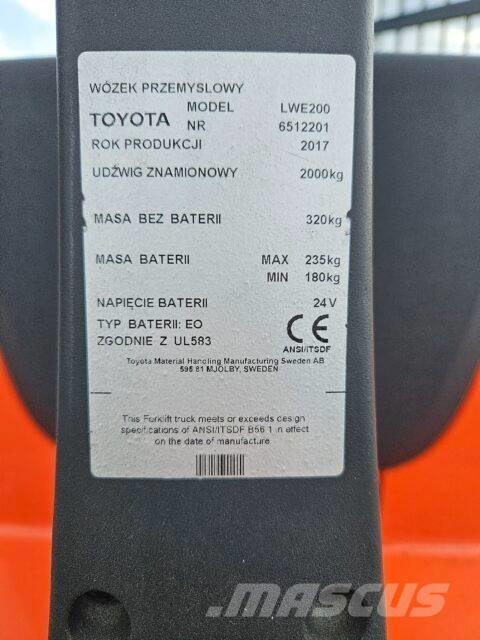 WÓZEK PRZEMYSLOWY
TOYOTA MODEL LWE200
NR 6512201
ROK PRODUKCJI 2017
UDŹWIG ZNAMIONOWY 2000kg
MASA BEZ BATERII 320kg
MASA BATERII MAX 235kg
MIN 180kg
NAPIĘCIE BATERII 24V
TYP BATERII: EO
ZGODNIE Z UL583 CE
ANSI/ITSDF
Toyota Material Handling Manufacturing Sweden AB
595 81 MJÖLBY, SWEDEN
This Forklift truck meets or exceeds design
specifications of ANSI/ITSDF B56.1 in effect
on the date of manufacture.
MASCUS